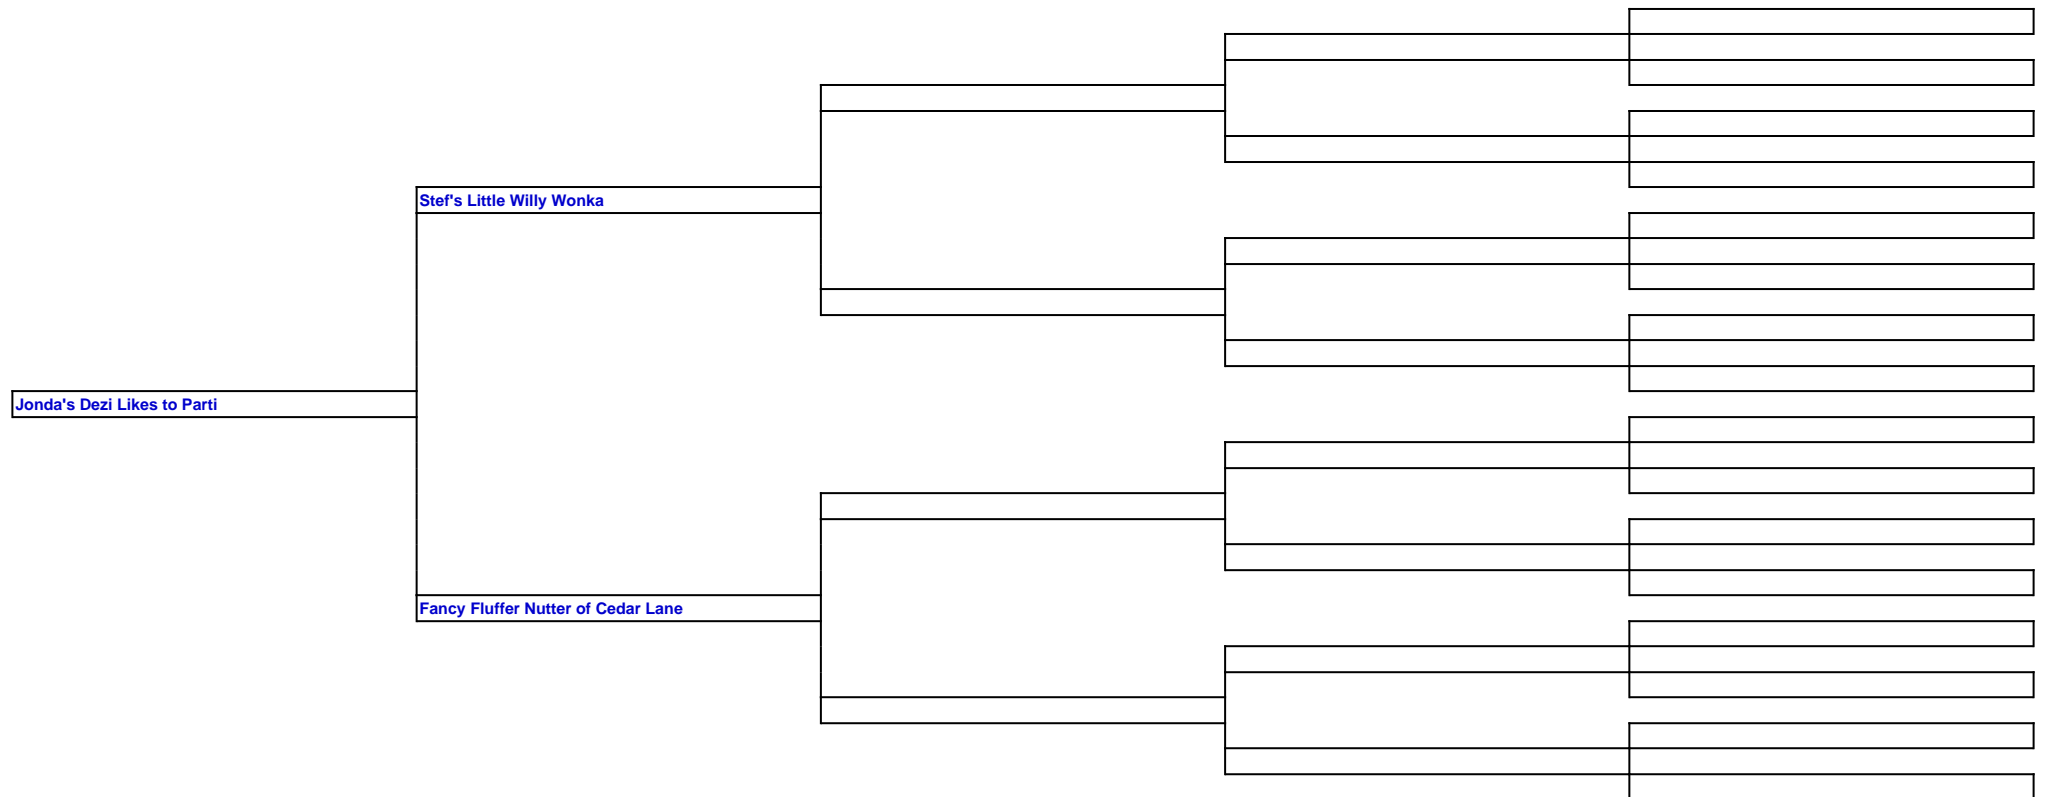 Stef's Little Willy Wonka
Jonda's Dezi Likes to Parti
Fancy Fluffer Nutter of Cedar Lane